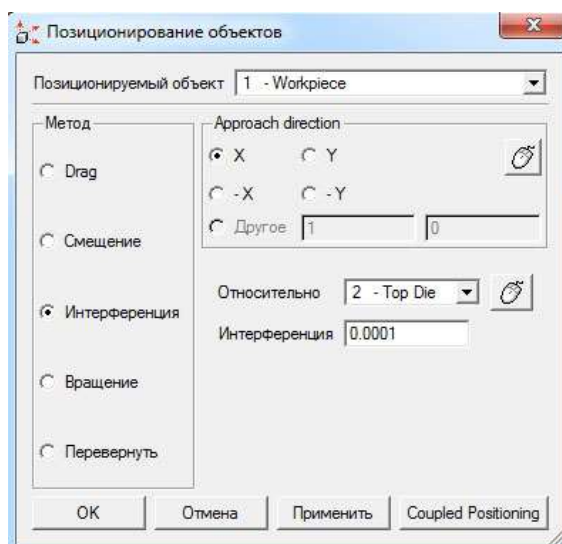 Позиционирование объектов
Позиционируемый объект 1 - Workpiece
Метод
Drag
Смещение
Интерференция
Вращение
Перевернуть
Approach direction
X Y
-X -Y
Другое 1 0
Относительно 2 - Top Die
Интерференция 0.0001
OK Отмена Применить Coupled Positioning